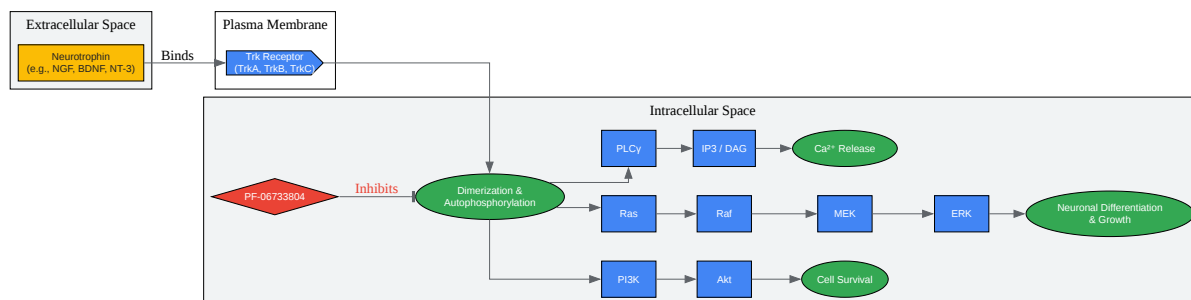 Extracellular Space
Neurotrophin
(e.g., NGF, BDNF, NT-3)
Binds
Plasma Membrane
Trk Receptor
(TrkA, TrkB, TrkC)
Intracellular Space
PF-06733804
Inhibits
Dimerization &
Autophosphorylation
PLCγ
IP3 / DAG
Ca²⁺ Release
Ras
Raf
MEK
ERK
Neuronal Differentiation
& Growth
PI3K
Akt
Cell Survival